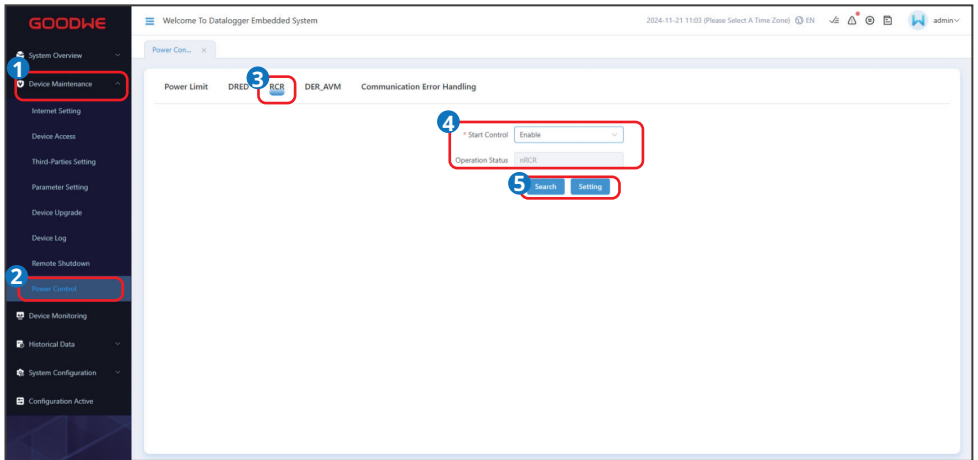 GOODWE
Welcome To Datalogger Embedded System
2024-11-21 11:03 (Please Select A Time Zone) EN
admin
System Overview
Power Con... ×
1
Device Maintenance
Internet Setting
Device Access
Third-Parties Setting
Parameter Setting
Device Upgrade
Device Log
Remote Shutdown
2
Power Control
Device Monitoring
Historical Data
System Configuration
Configuration Active
3
Power Limit DRED RCR DER_AVM Communication Error Handling
4
* Start Control Enable
Operation Status nRCR
5
Search Setting